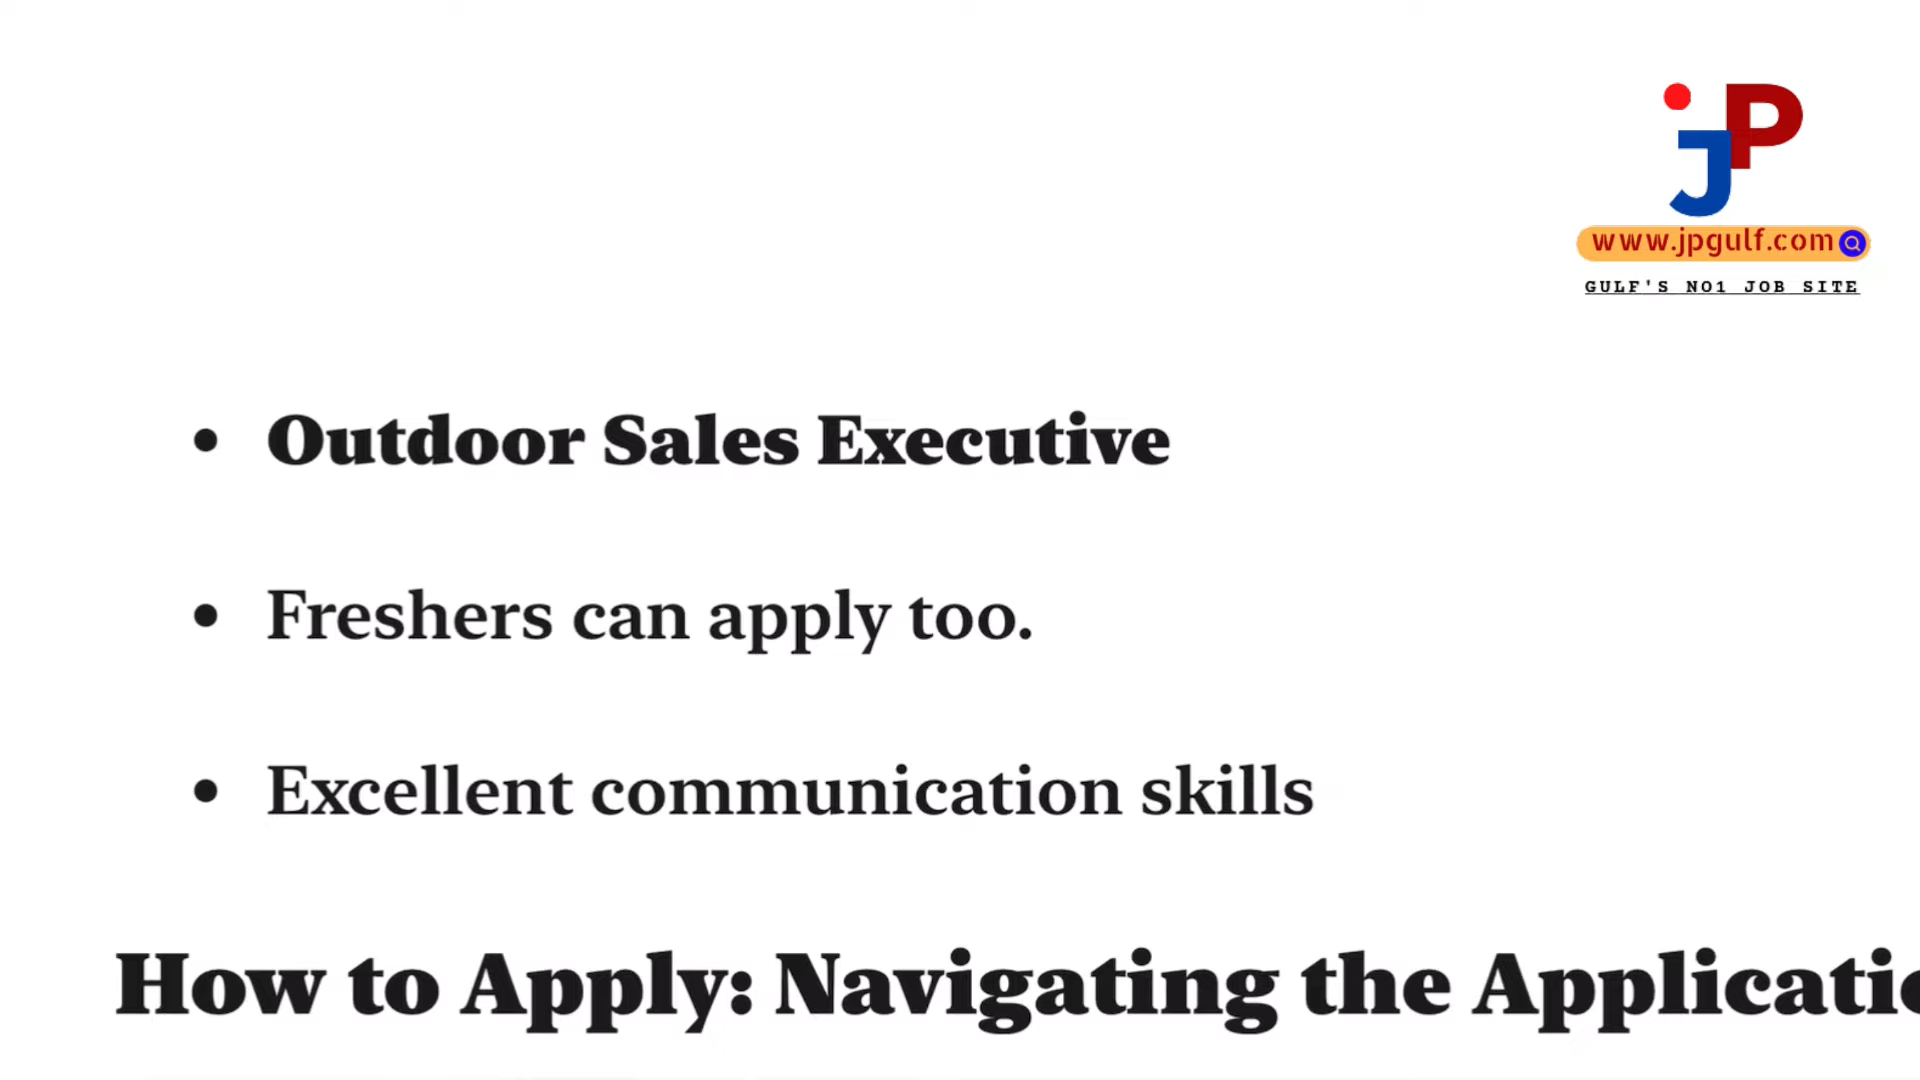 JP
www.jpgulf.com
GULF'S NO1 JOB SITE
• Outdoor Sales Executive
• Freshers can apply too.
• Excellent communication skills
How to Apply: Navigating the